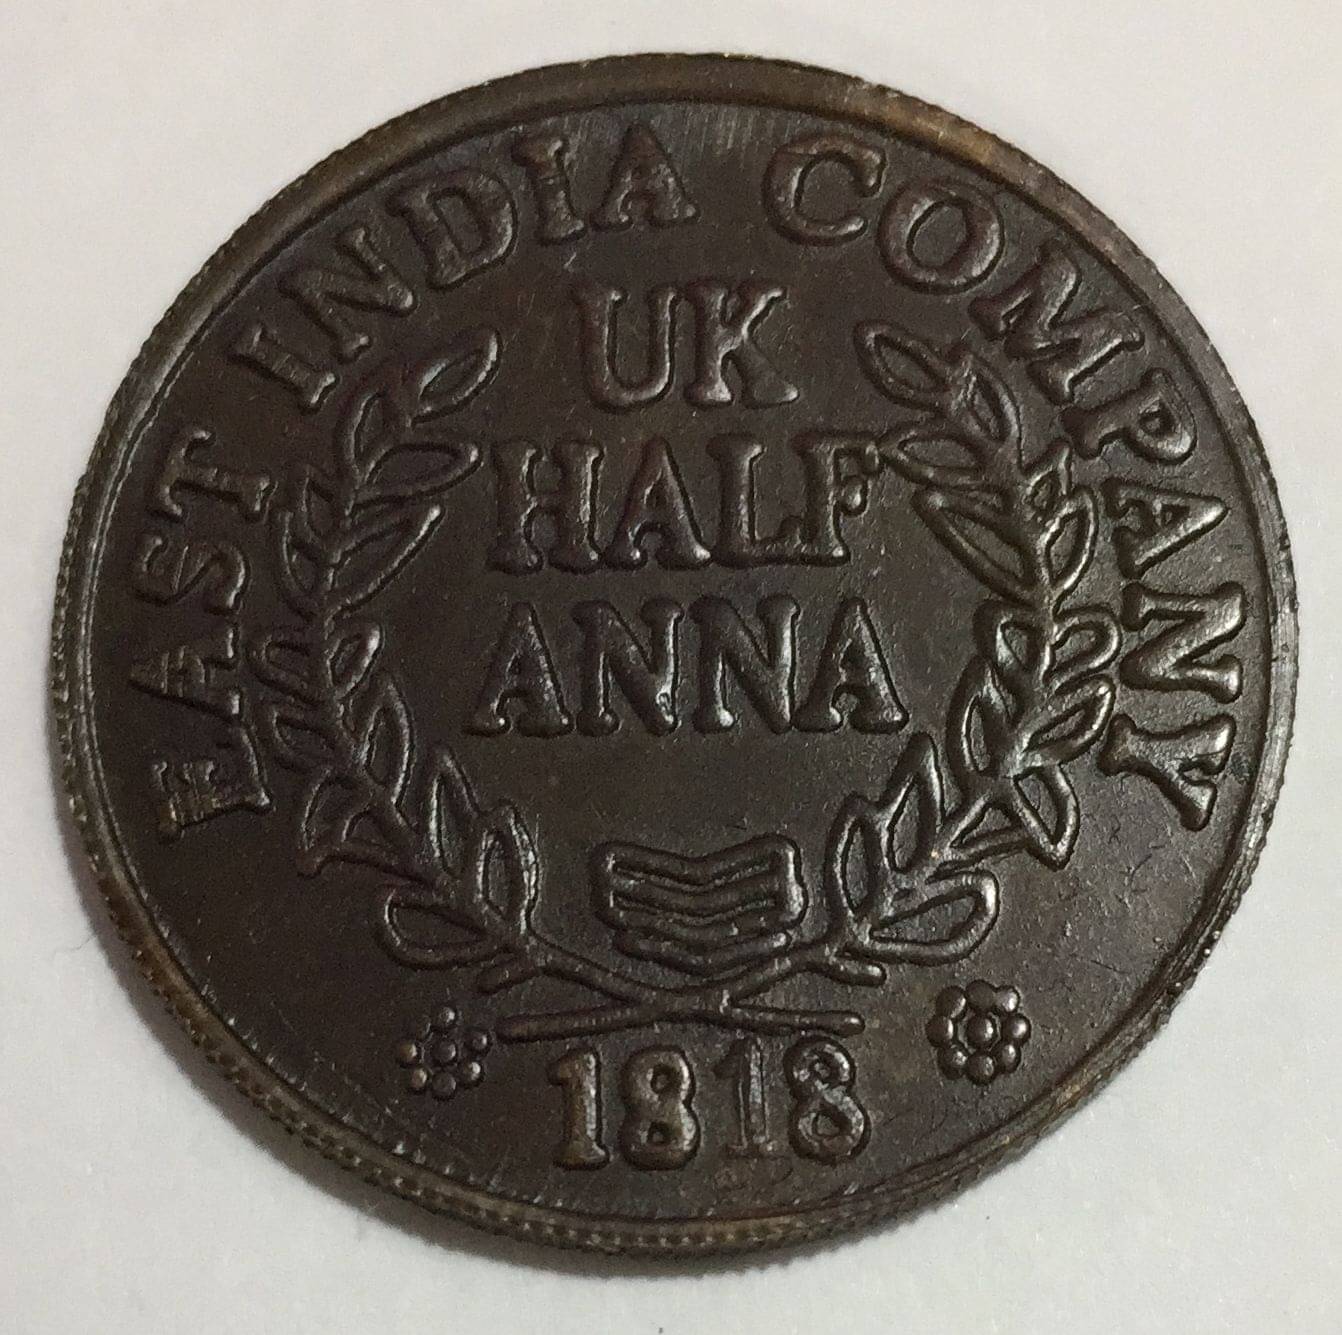 EAST INDIA COMPANY
UK
HALF
ANNA
1818